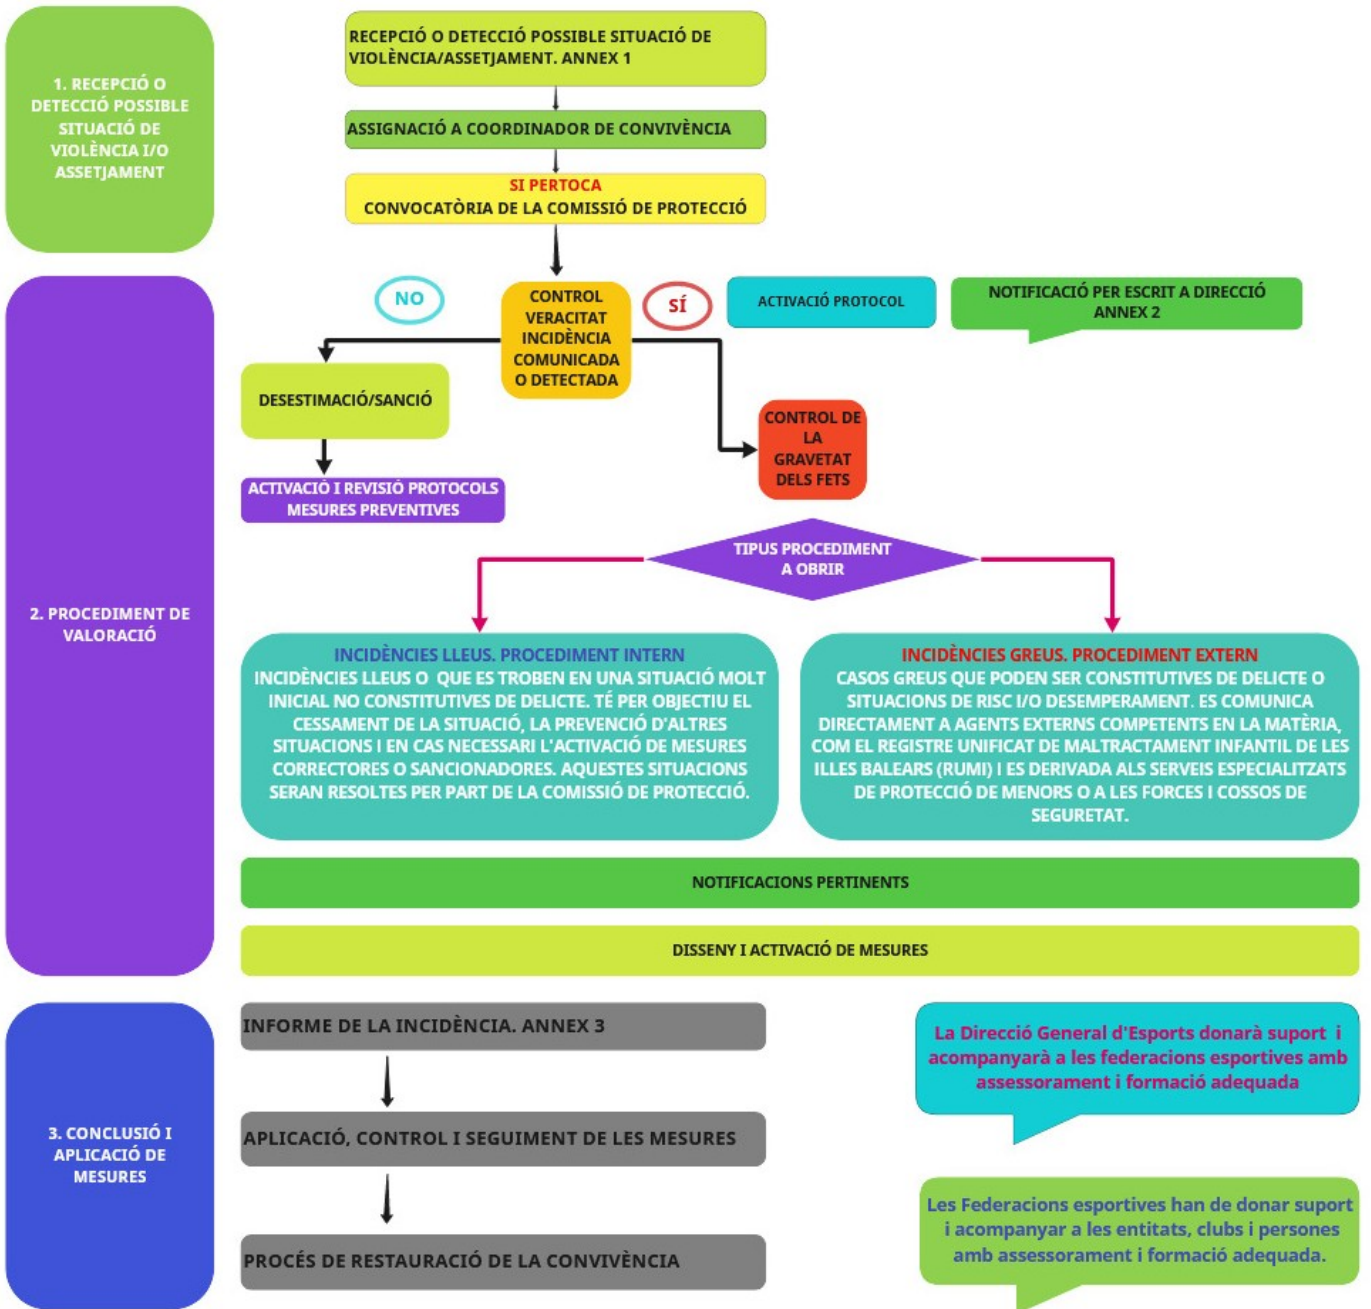 1. RECEPCIÓ O
DETECCIÓ POSSIBLE
SITUACIÓ DE
VIOLÈNCIA I/O
ASSETJAMENT
RECEPCIÓ O DETECCIÓ POSSIBLE SITUACIÓ DE
VIOLÈNCIA/ASSETJAMENT. ANNEX 1
ASSIGNACIÓ A COORDINADOR DE CONVIVÈNCIA
SI PERTOCA
CONVOCATÒRIA DE LA COMISSIÓ DE PROTECCIÓ
2. PROCEDIMENT DE
VALORACIÓ
NO
CONTROL
VERACITAT
INCIDÈNCIA
COMUNICADA
O DETECTADA
SÍ
ACTIVACIÓ PROTOCOL
NOTIFICACIÓ PER ESCRIT A DIRECCIÓ
ANNEX 2
DESESTIMACIÓ/SANCIÓ
ACTIVACIÓ I REVISIÓ PROTOCOLS
MESURES PREVENTIVES
CONTROL DE
LA
GRAVETAT
DELS FETS
TIPUS PROCEDIMENT
A OBRIR
INCIDÈNCIES LLEUS. PROCEDIMENT INTERN
INCIDÈNCIES LLEUS O QUE ES TROBEN EN UNA SITUACIÓ MOLT
INICIAL NO CONSTITUTIVES DE DELICTE. TÉ PER OBJECTIU EL
CESSAMENT DE LA SITUACIÓ, LA PREVENCIÓ D'ALTRES
SITUACIONS I EN CAS NECESSARI L'ACTIVACIÓ DE MESURES
CORRECTORES O SANCIONADORES. AQUESTES SITUACIONS
SERAN RESOLTES PER PART DE LA COMISSIÓ DE PROTECCIÓ.
INCIDÈNCIES GREUS. PROCEDIMENT EXTERN
CASOS GREUS QUE PODEN SER CONSTITUTIVES DE DELICTE O
SITUACIONS DE RISC I/O DESEMPERAMENT. ES COMUNICA
DIRECTAMENT A AGENTS EXTERNS COMPETENTS EN LA MATÈRIA,
COM EL REGISTRE UNIFICAT DE MALTRACTAMENT INFANTIL DE LES
ILLES BALEARS (RUMI) I ES DERIVADA ALS SERVEIS ESPECIALITZATS
DE PROTECCIÓ DE MENORS O A LES FORCES I COSSOS DE
SEGURETAT.
NOTIFICACIONS PERTINENTS
DISSENY I ACTIVACIÓ DE MESURES
3. CONCLUSIÓ I
APLICACIÓ DE
MESURES
INFORME DE LA INCIDÈNCIA. ANNEX 3
APLICACIÓ, CONTROL I SEGUIMENT DE LES MESURES
PROCÉS DE RESTAURACIÓ DE LA CONVIVÈNCIA
La Direcció General d'Esports donarà suport i
acompanyarà a les federacions esportives amb
assessorament i formació adequada
Les Federacions esportives han de donar suport
i acompanyar a les entitats, clubs i persones
amb assessorament i formació adequada.